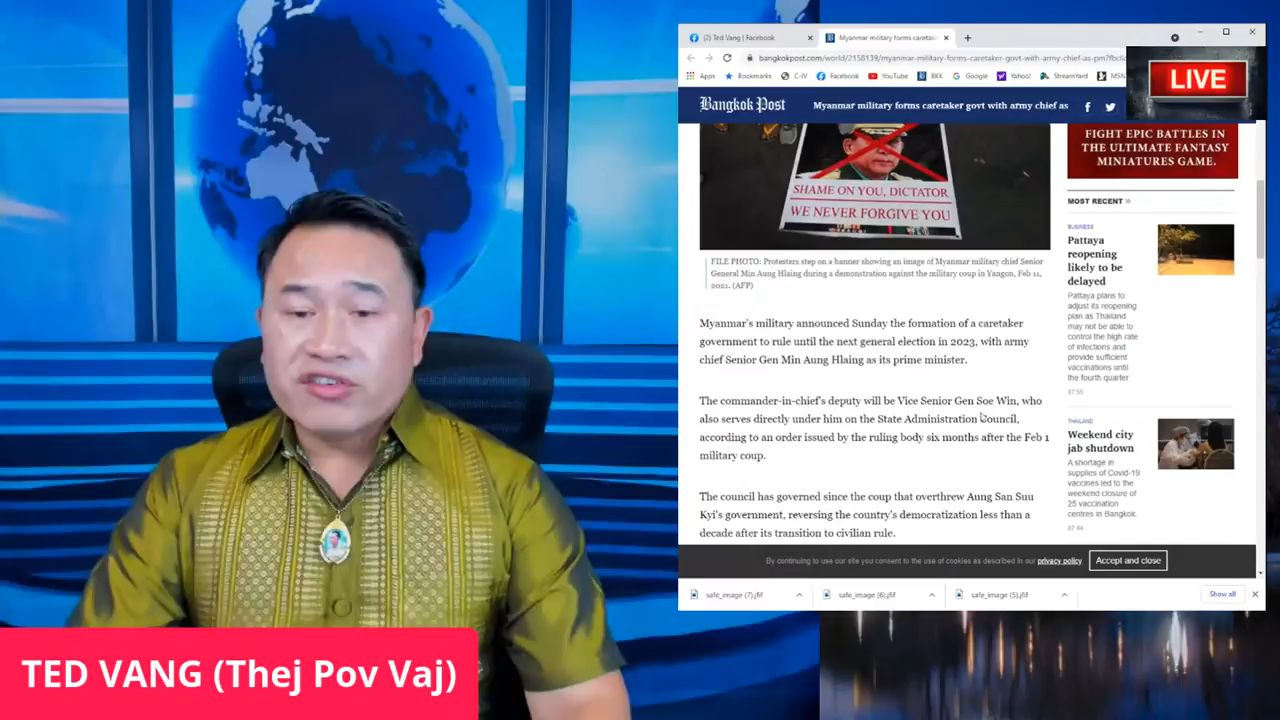 (2) Ted Vang | Facebook
Myanmar military forms caretak
bangkokpost.com/world/2158139/myanmar-military-forms-caretaker-govt-with-army-chief-as-pm?fbcli
Apps Bookmarks C-IV Facebook YouTube BKK Google Yahoo! StreamYard MSN
LIVE
Bangkok Post
Myanmar military forms caretaker govt with army chief as
SHAME ON YOU, DICTATOR
WE NEVER FORGIVE YOU
FILE PHOTO: Protesters step on a banner showing an image of Myanmar military chief Senior
General Min Aung Hlaing during a demonstration against the military coup in Yangon, Feb 11,
2021. (AFP)
Myanmar's military announced Sunday the formation of a caretaker
government to rule until the next general election in 2023, with army
chief Senior Gen Min Aung Hlaing as its prime minister.
The commander-in-chief's deputy will be Vice Senior Gen Soe Win, who
also serves directly under him on the State Administration Council,
according to an order issued by the ruling body six months after the Feb 1
military coup.
The council has governed since the coup that overthrew Aung San Suu
Kyi's government, reversing the country's democratization less than a
decade after its transition to civilian rule.
FIGHT EPIC BATTLES IN
THE ULTIMATE FANTASY
MINIATURES GAME.
MOST RECENT »
BUSINESS
Pattaya
reopening
likely to be
delayed
Pattaya plans to
adjust its reopening
plan as Thailand
may not be able to
control the high rate
of infections and
provide sufficient
vaccinations until
the fourth quarter.
07:55
THAILAND
Weekend city
jab shutdown
A shortage in
supplies of Covid-19
vaccines led to the
weekend closure of
25 vaccination
centres in Bangkok.
07:44
By continuing to use our site you consent to the use of cookies as described in our privacy policy
Accept and close
safe_image (7).jfif
safe_image (6).jfif
safe_image (5).jfif
Show all
TED VANG (Thej Pov Vaj)